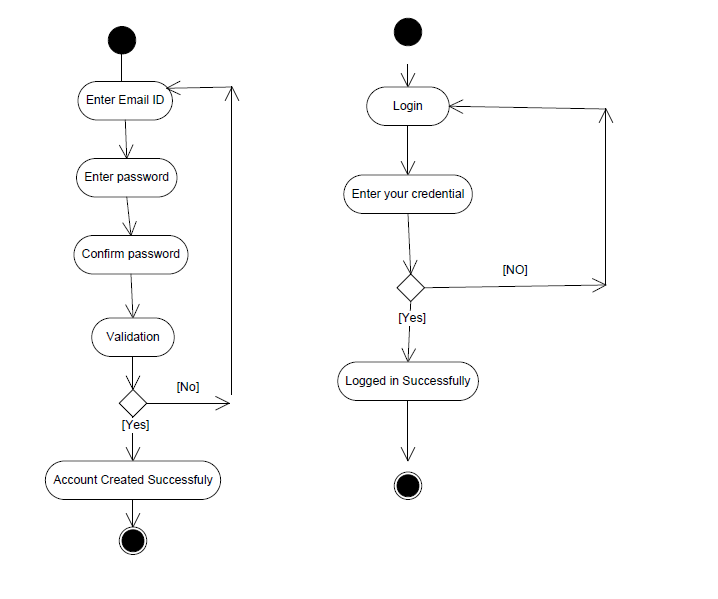 Enter Email ID
Enter password
Confirm password
Validation
[No]
[Yes]
Account Created Successfuly
Login
Enter your credential
[NO]
[Yes]
Logged in Successfully